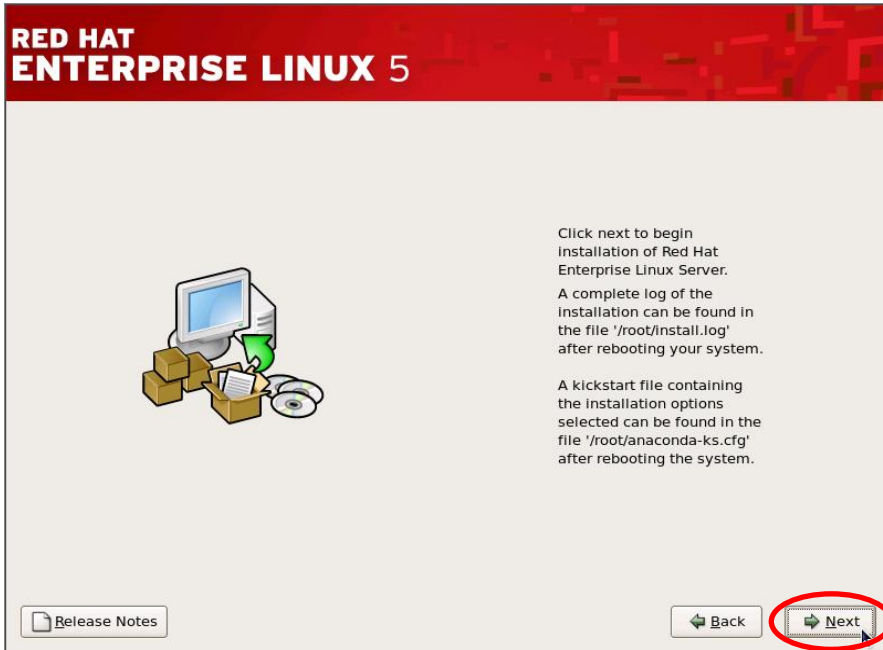 RED HAT
ENTERPRISE LINUX 5
Click next to begin
installation of Red Hat
Enterprise Linux Server.
A complete log of the
installation can be found in
the file '/root/install.log'
after rebooting your system.
A kickstart file containing
the installation options
selected can be found in the
file '/root/anaconda-ks.cfg'
after rebooting the system.
Release Notes
Back
Next